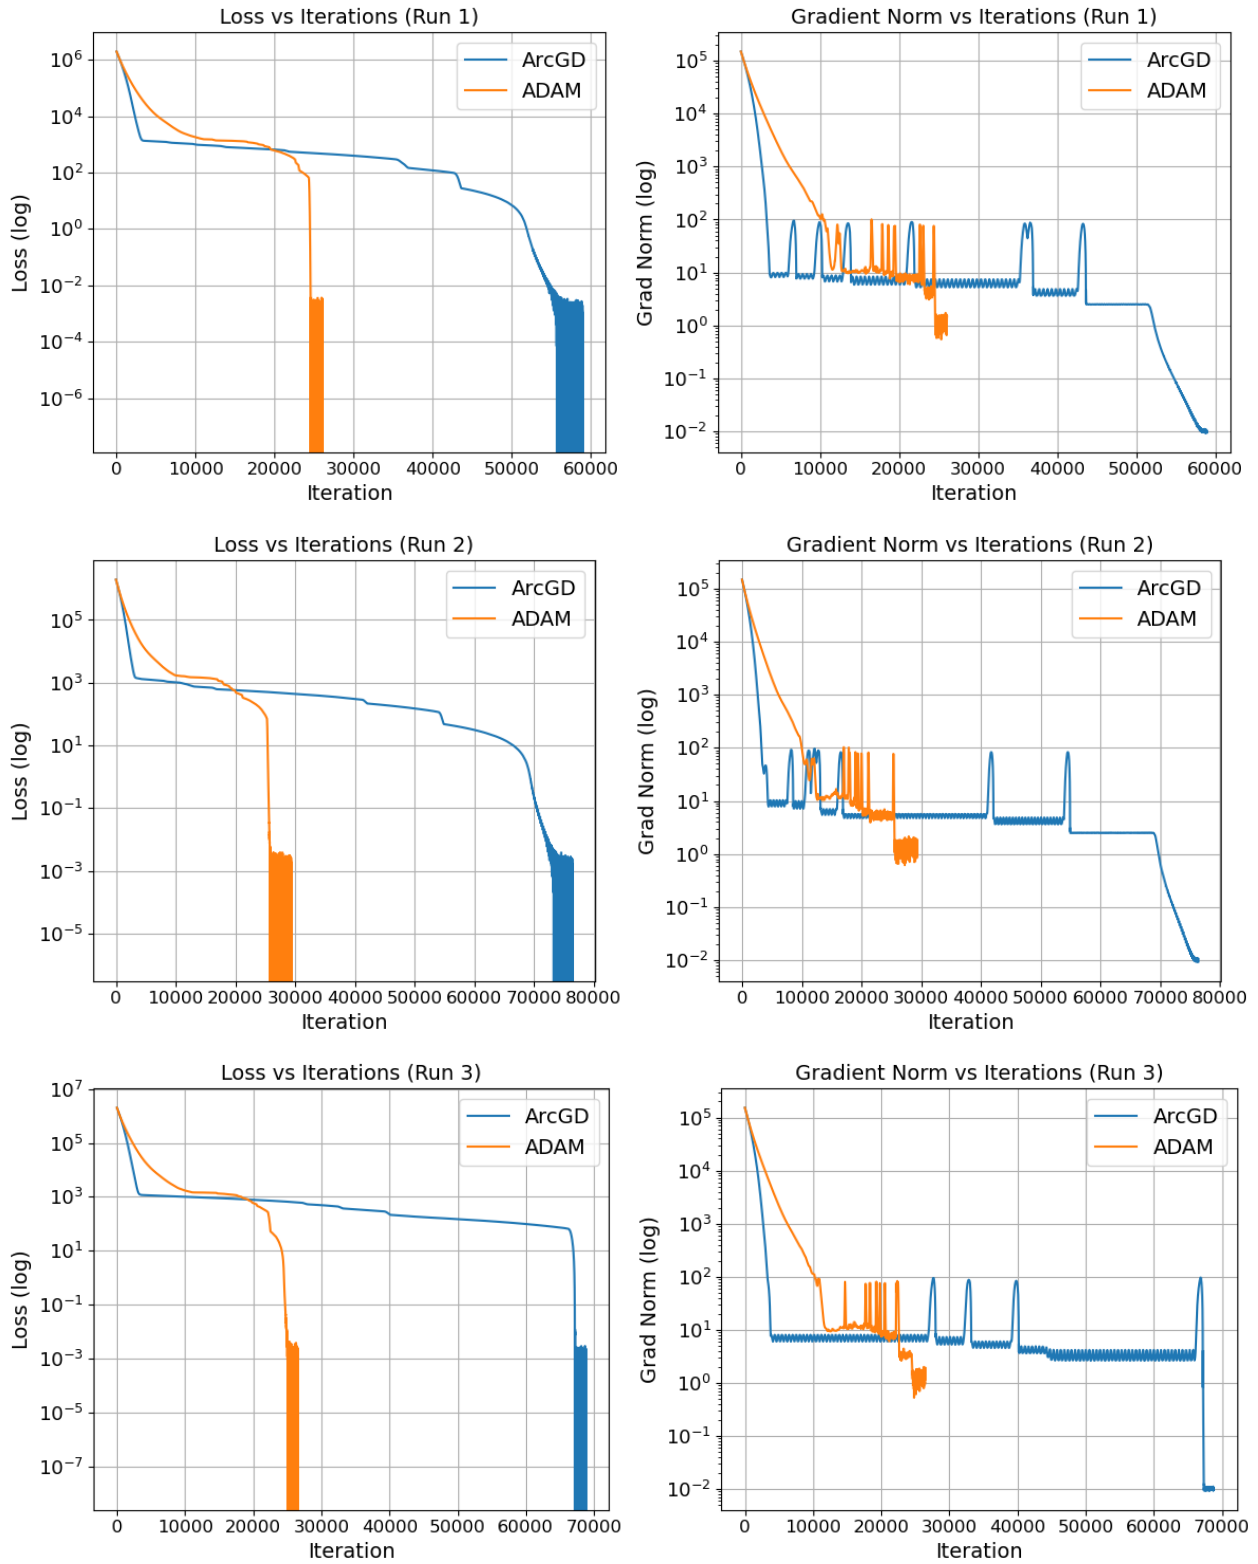 Loss vs Iterations (Run 1)
ArcGD
ADAM
Loss (log)
10^6
10^4
10^2
10^0
10^-2
10^-4
10^-6
0 10000 20000 30000 40000 50000 60000
Iteration
Gradient Norm vs Iterations (Run 1)
ArcGD
ADAM
Grad Norm (log)
10^5
10^4
10^3
10^2
10^1
10^0
10^-1
10^-2
0 10000 20000 30000 40000 50000 60000
Iteration
Loss vs Iterations (Run 2)
ArcGD
ADAM
Loss (log)
10^5
10^3
10^1
10^-1
10^-3
10^-5
0 10000 20000 30000 40000 50000 60000 70000 80000
Iteration
Gradient Norm vs Iterations (Run 2)
ArcGD
ADAM
Grad Norm (log)
10^5
10^4
10^3
10^2
10^1
10^0
10^-1
10^-2
0 10000 20000 30000 40000 50000 60000 70000 80000
Iteration
Loss vs Iterations (Run 3)
ArcGD
ADAM
Loss (log)
10^7
10^5
10^3
10^1
10^-1
10^-3
10^-5
10^-7
0 10000 20000 30000 40000 50000 60000 70000
Iteration
Gradient Norm vs Iterations (Run 3)
ArcGD
ADAM
Grad Norm (log)
10^5
10^4
10^3
10^2
10^1
10^0
10^-1
10^-2
0 10000 20000 30000 40000 50000 60000 70000
Iteration